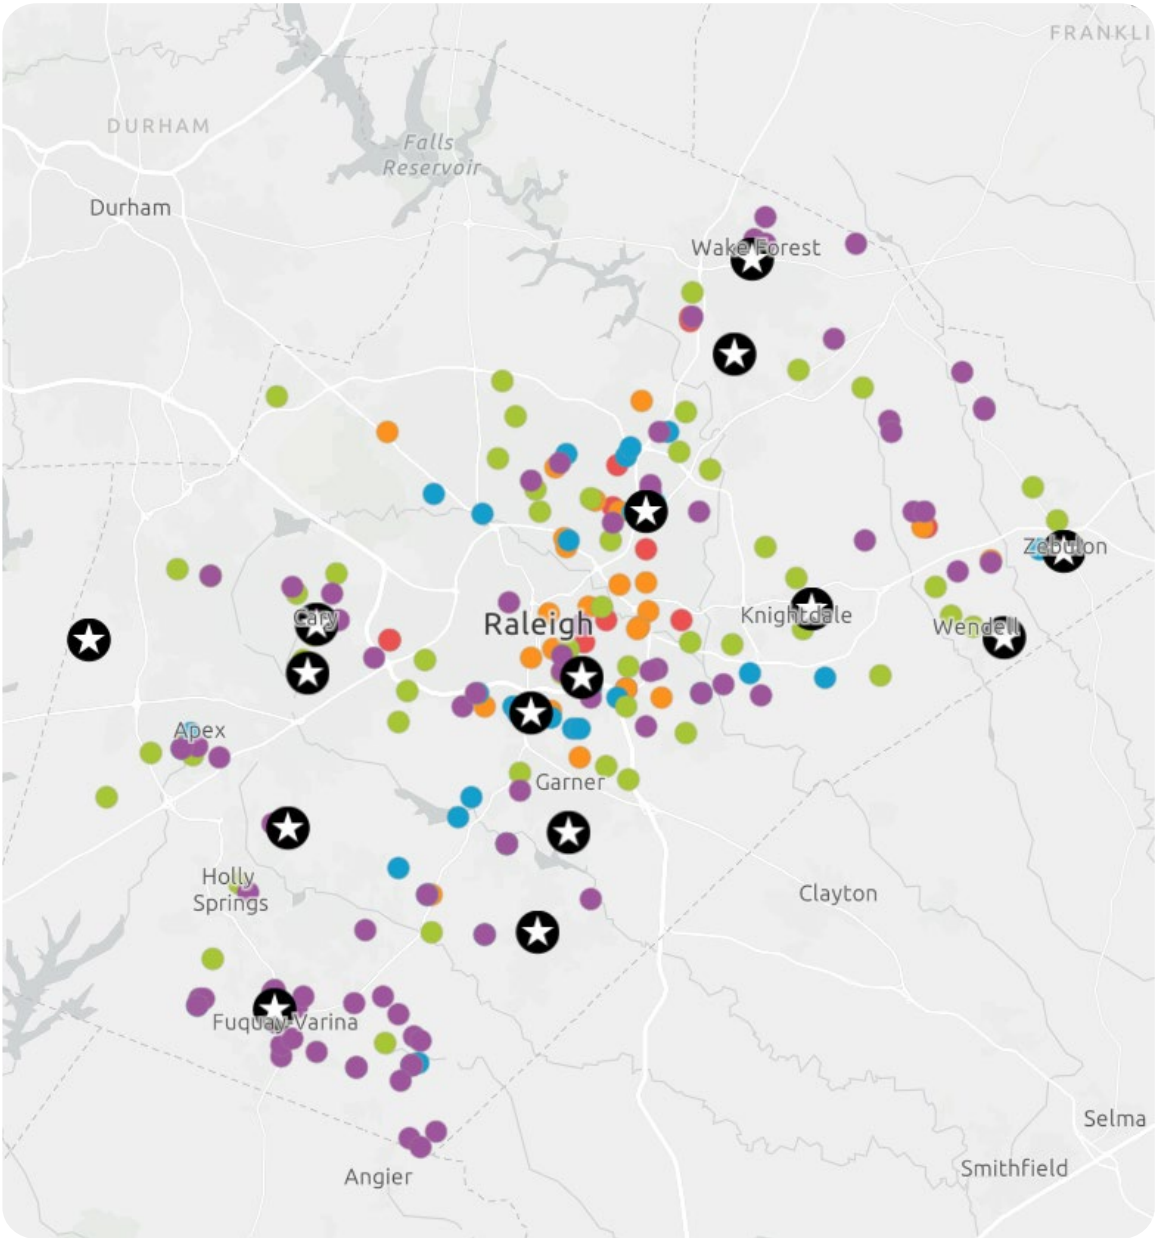 FRANKLI
DURHAM
Falls
Reservoir
Durham
Wake Forest
Zebulon
Knightdale
Cary
Raleigh
Wendell
Apex
Garner
Holly
Springs
Clayton
Fuquay-Varina
Selma
Smithfield
Angier